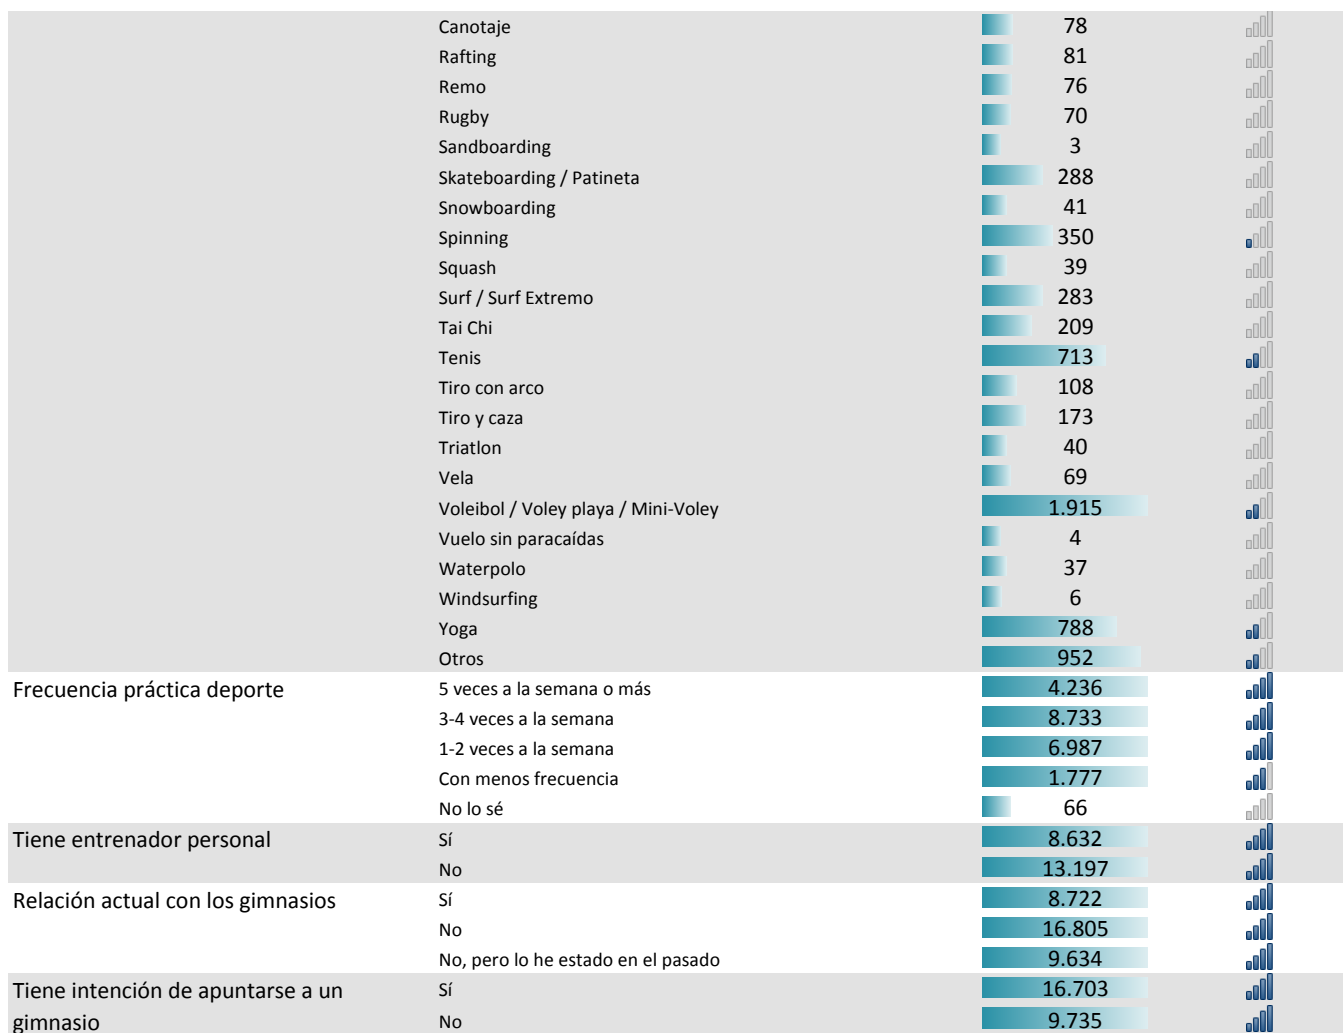 Canotaje 78
Rafting 81
Remo 76
Rugby 70
Sandboarding 3
Skateboarding / Patineta 288
Snowboarding 41
Spinning 350
Squash 39
Surf / Surf Extremo 283
Tai Chi 209
Tenis 713
Tiro con arco 108
Tiro y caza 173
Triatlon 40
Vela 69
Voleibol / Voley playa / Mini-Voley 1.915
Vuelo sin paracaídas 4
Waterpolo 37
Windsurfing 6
Yoga 788
Otros 952
Frecuencia práctica deporte 5 veces a la semana o más 4.236
3-4 veces a la semana 8.733
1-2 veces a la semana 6.987
Con menos frecuencia 1.777
No lo sé 66
Tiene entrenador personal Sí 8.632
No 13.197
Relación actual con los gimnasios Sí 8.722
No 16.805
No, pero lo he estado en el pasado 9.634
Tiene intención de apuntarse a un Sí 16.703
gimnasio No 9.735